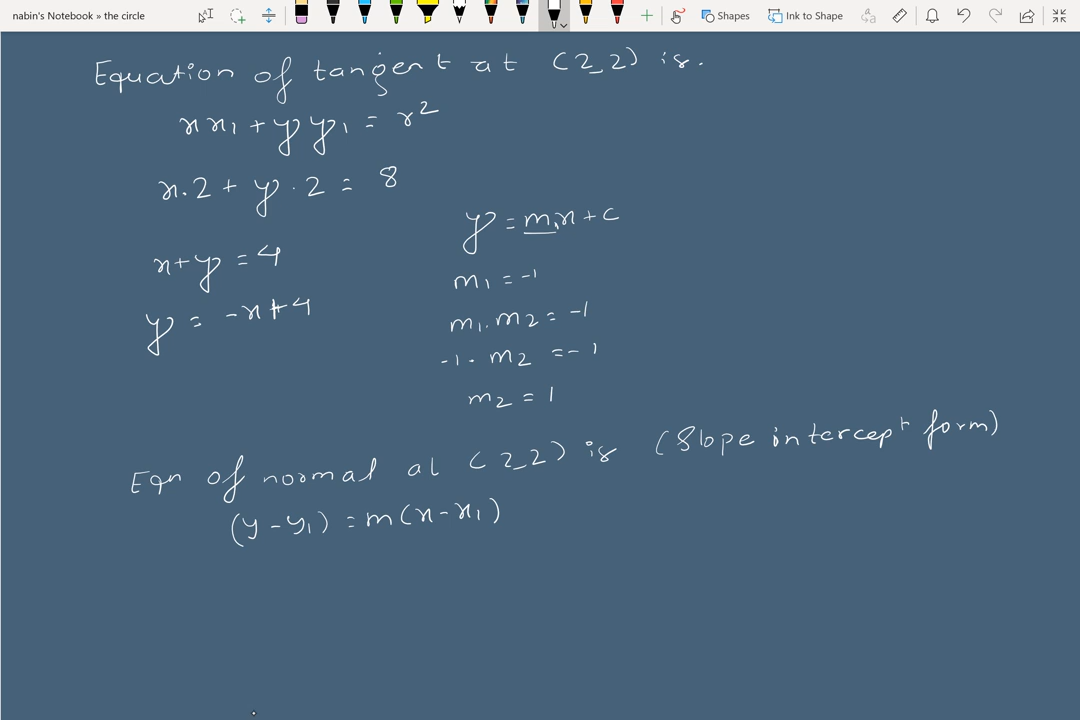 nabin's Notebook » the circle
Shapes
Ink to Shape
Equation of tangent at (2,2) is.
x x₁ + y y₁ = r²
x.2 + y.2 = 8
x+y = 4
y = -x+4
y = m₁x + c
m₁ = -1
m₁.m₂ = -1
-1. m₂ = -1
m₂ = 1
Eqn of normal at (2,2) is (Slope intercept form)
(y-y₁) = m(x-x₁)